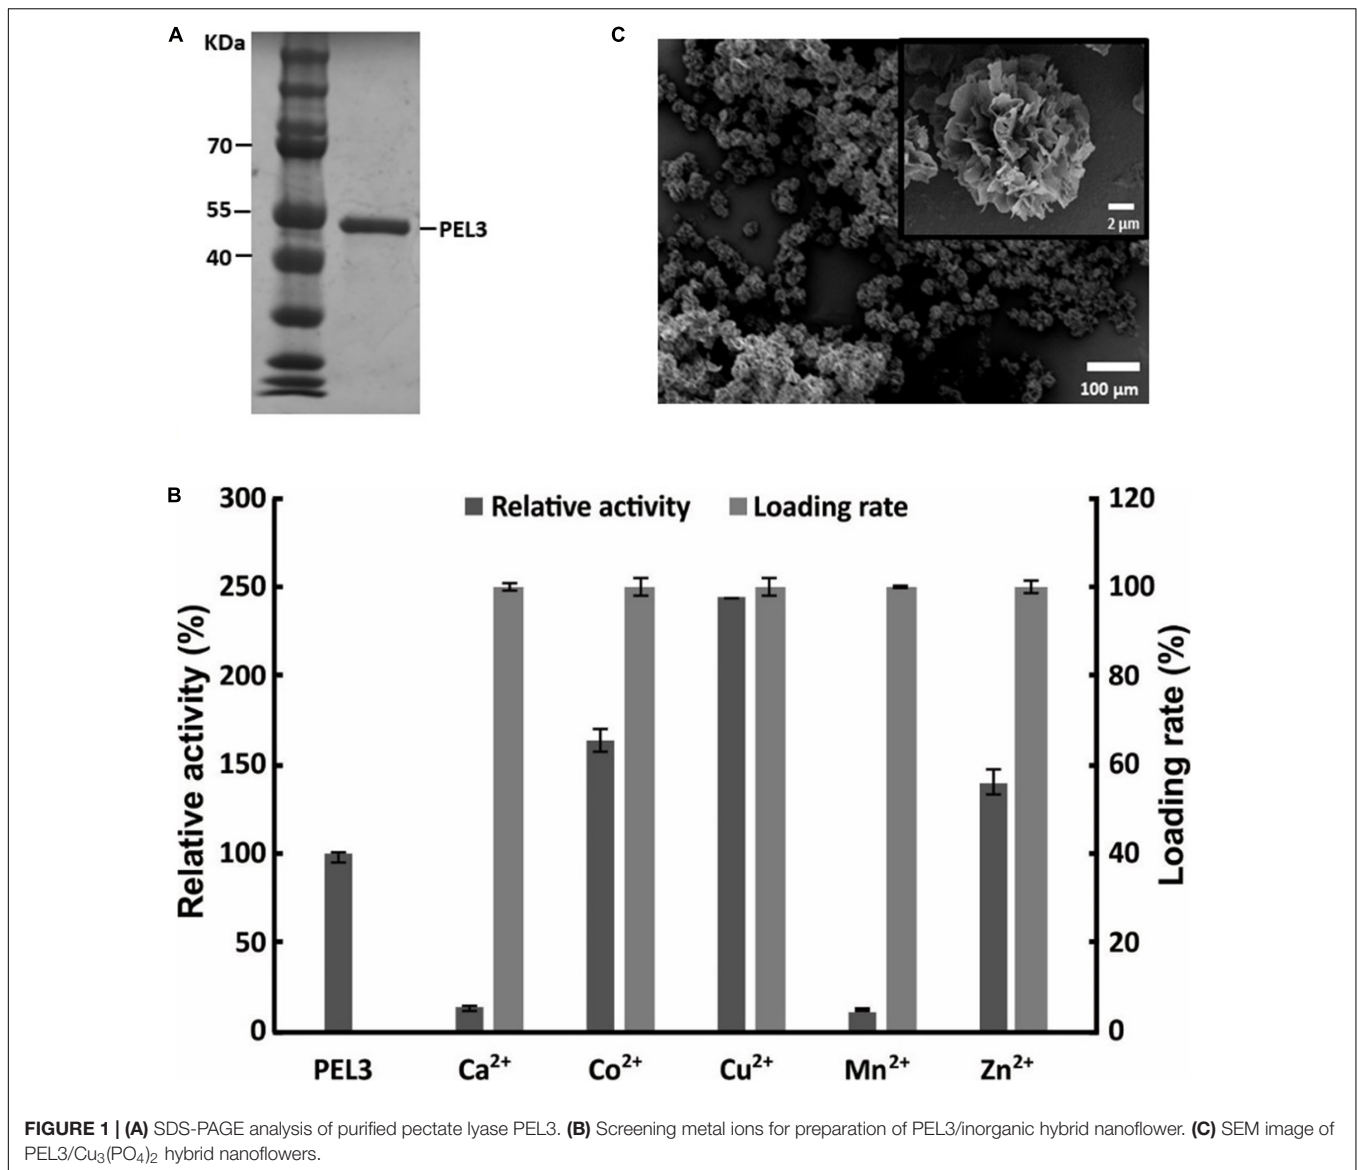 A
KDa
70
55
40
PEL3
C
2 µm
100 µm
B
Relative activity
Loading rate
300
250
200
150
100
50
0
Relative activity (%)
120
100
80
60
40
20
0
Loading rate (%)
PEL3 Ca²⁺ Co²⁺ Cu²⁺ Mn²⁺ Zn²⁺
FIGURE 1 | (A) SDS-PAGE analysis of purified pectate lyase PEL3. (B) Screening metal ions for preparation of PEL3/inorganic hybrid nanoflower. (C) SEM image of
PEL3/Cu₃(PO₄)₂ hybrid nanoflowers.